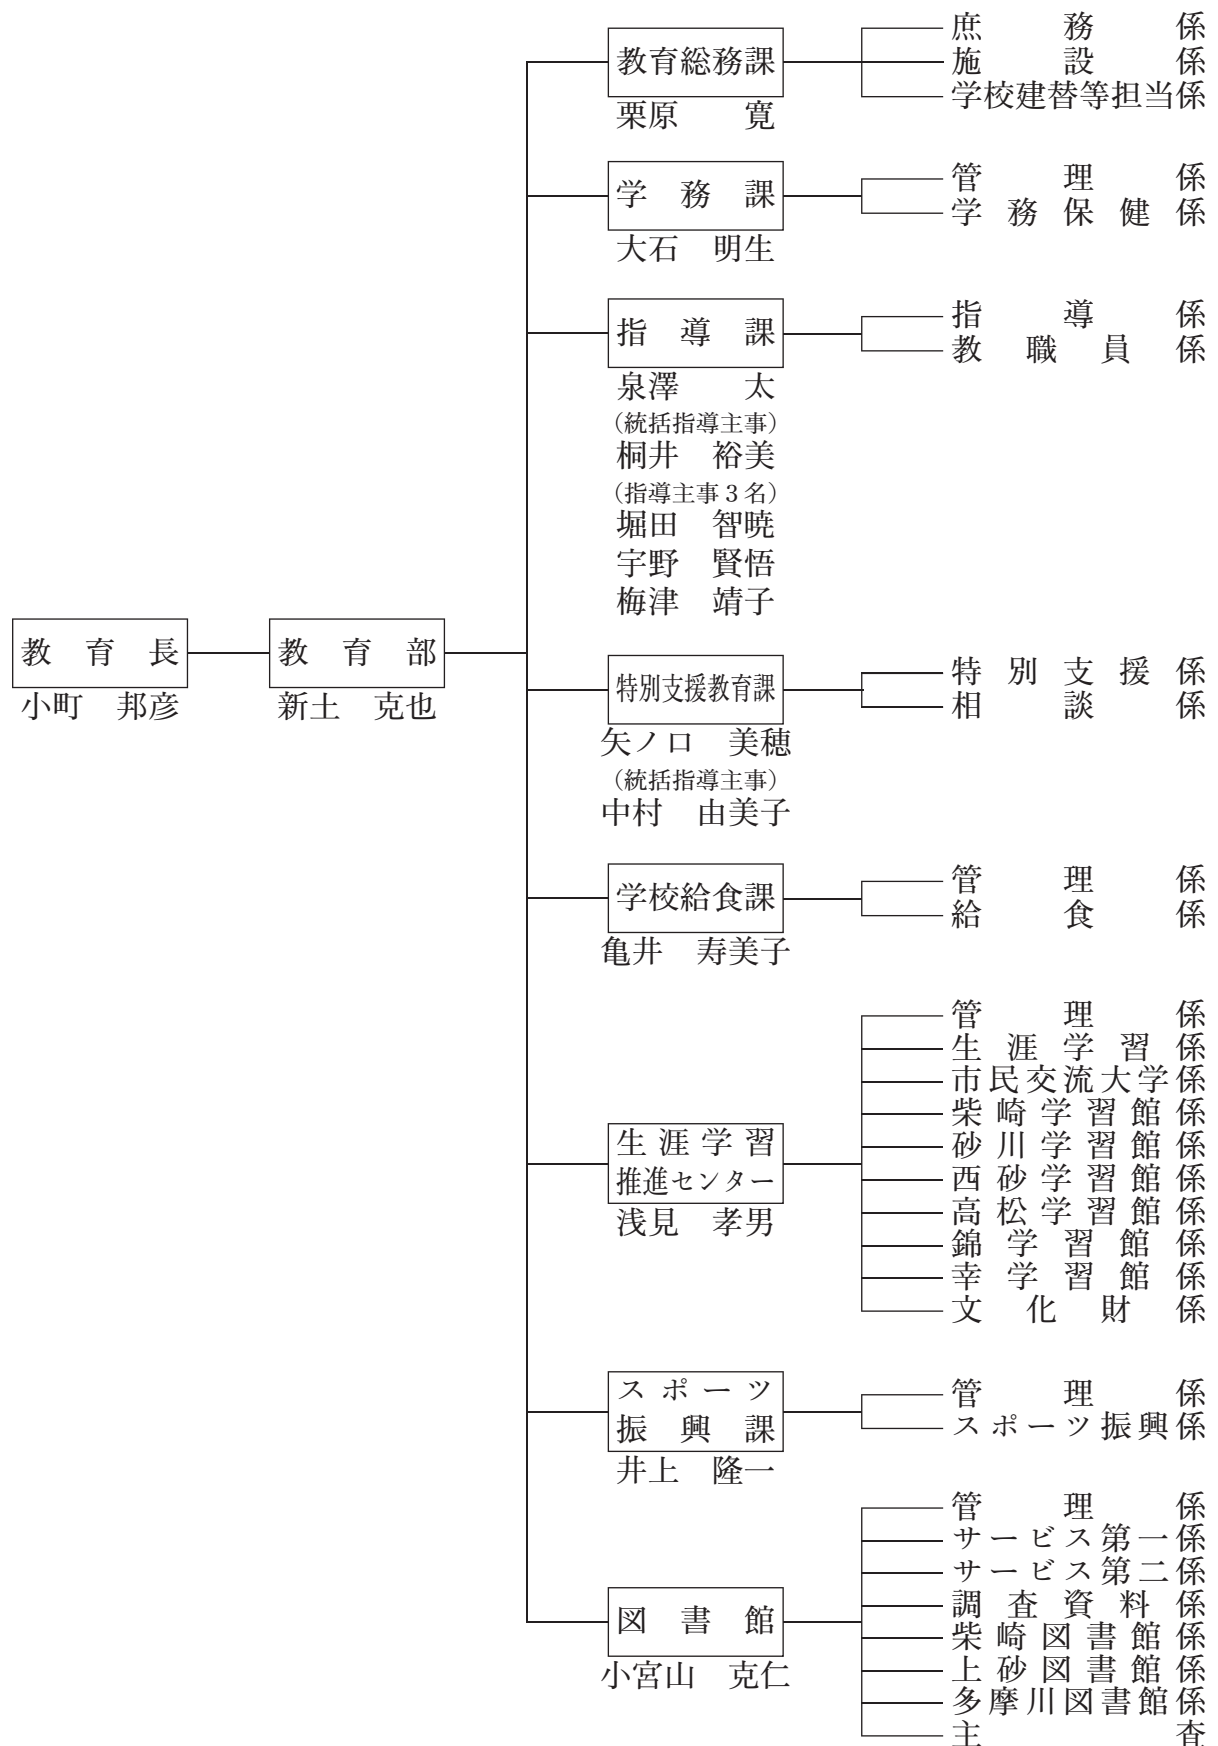 教育長
小町 邦彦
教育部
新土 克也
教育総務課
栗原 寛
庶務係
施設係
学校建替等担当係
学務課
大石 明生
管理係
学務保健係
指導課
泉澤 太
（統括指導主事）
桐井 裕美
（指導主事３名）
堀田 智暁
宇野 賢悟
梅津 靖子
指導係
教職員係
特別支援教育課
矢ノ口 美穂
（統括指導主事）
中村 由美子
特別支援係
相談係
学校給食課
亀井 寿美子
管理係
給食係
生涯学習
推進センター
浅見 孝男
管理係
生涯学習係
市民交流大学係
柴崎学習館係
砂川学習館係
西砂学習館係
高松学習館係
錦学習館係
幸学習館係
文化財係
スポーツ
振興課
井上 隆一
管理係
スポーツ振興係
図書館
小宮山 克仁
管理係
サービス第一係
サービス第二係
調査資料係
柴崎図書館係
上砂図書館係
多摩川図書館係
主査